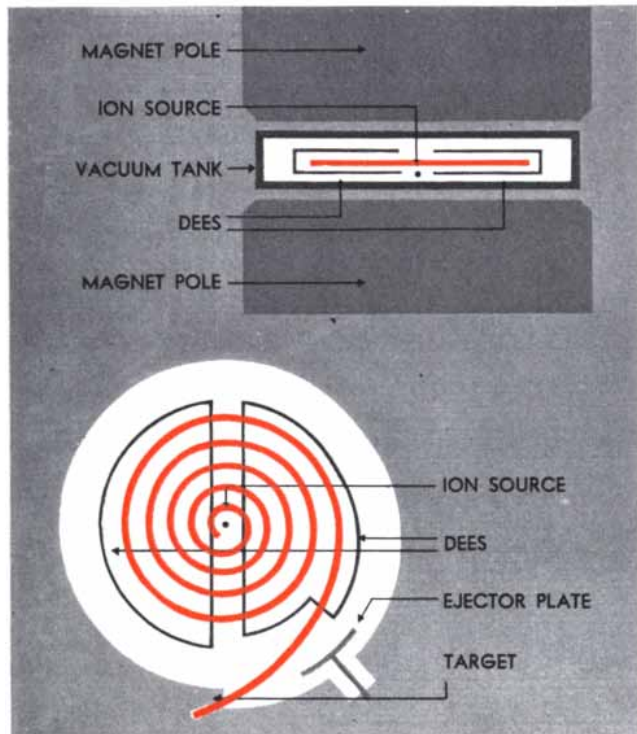 MAGNET POLE
ION SOURCE
VACUUM TANK
DEES
MAGNET POLE
ION SOURCE
DEES
EJECTOR PLATE
TARGET